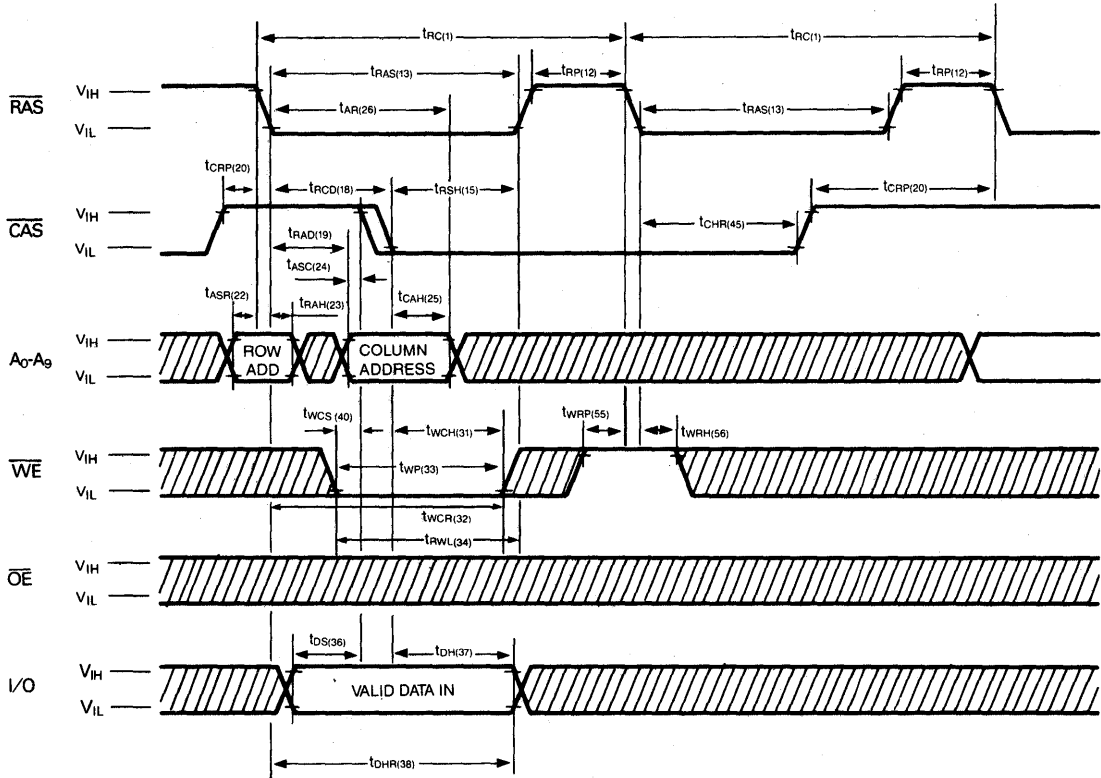 tRC(1) tRC(1)
tRAS(13) tRP(12) tRP(12)
RAS VIH
tAR(26) tRAS(13)
VIL
tCRP(20) tRCD(18) tRSH(15) tCRP(20)
CAS VIH
tCHR(45)
tRAD(19)
VIL
tASC(24)
tASR(22) tRAH(23) tCAH(25)
A0-A9 VIH
ROW ADD COLUMN ADDRESS
VIL
tWCS(40) tWCH(31) tWRP(55) tWRH(56)
WE VIH
tWP(33)
VIL
tWCR(32)
tRWL(34)
OE VIH
VIL
tDS(36) tDH(37)
I/O VIH
VALID DATA IN
VIL
tDHR(38)